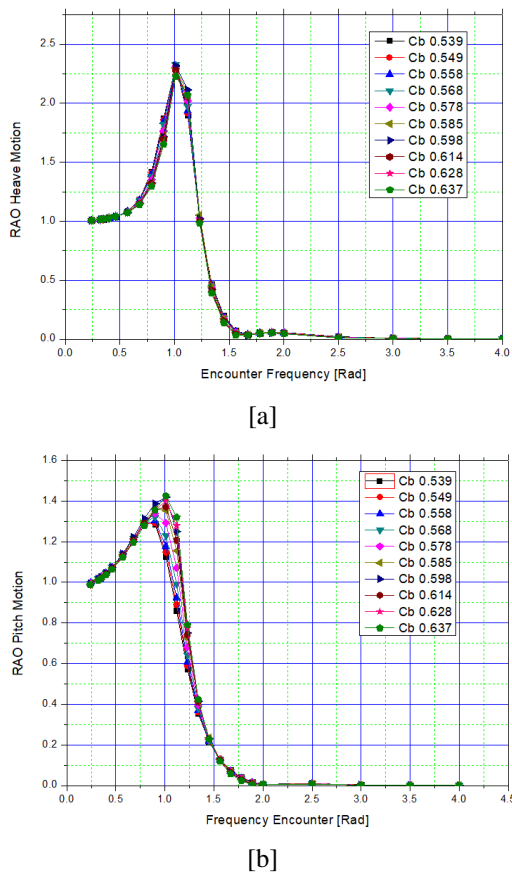 2.5
2.0
1.5
1.0
0.5
0.0
RAO Heave Motion
Cb 0.539
Cb 0.549
Cb 0.558
Cb 0.568
Cb 0.578
Cb 0.585
Cb 0.598
Cb 0.614
Cb 0.628
Cb 0.637
0.0 0.5 1.0 1.5 2.0 2.5 3.0 3.5 4.0
Encounter Frequency [Rad]
[a]
1.6
1.4
1.2
1.0
0.8
0.6
0.4
0.2
0.0
RAO Pitch Motion
Cb 0.539
Cb 0.549
Cb 0.558
Cb 0.568
Cb 0.578
Cb 0.585
Cb 0.598
Cb 0.614
Cb 0.628
Cb 0.637
0.0 0.5 1.0 1.5 2.0 2.5 3.0 3.5 4.0 4.5
Frequency Encounter [Rad]
[b]